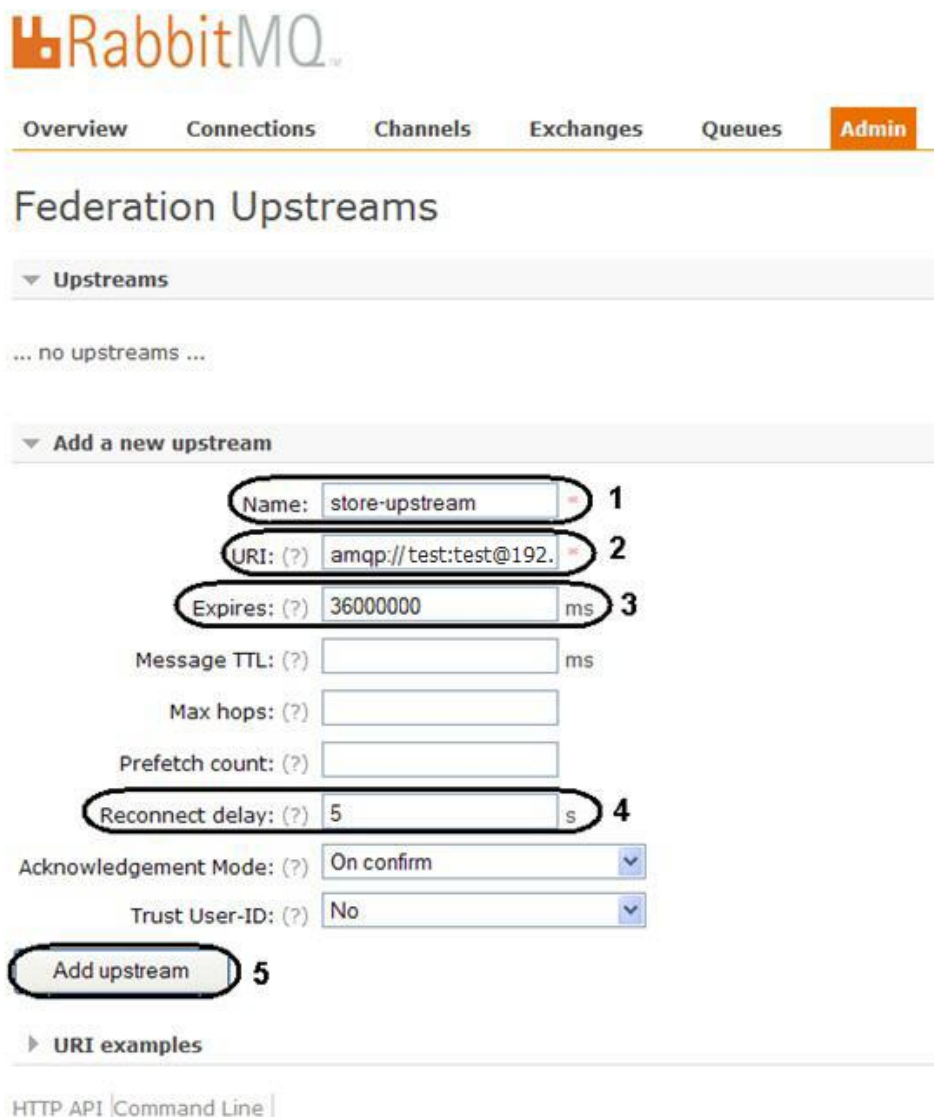 RabbitMQ™
Overview Connections Channels Exchanges Queues Admin
Federation Upstreams
Upstreams
... no upstreams ...
Add a new upstream
Name: store-upstream * 1
URI: (?) amqp://test:test@192. * 2
Expires: (?) 36000000 ms 3
Message TTL: (?) ms
Max hops: (?)
Prefetch count: (?)
Reconnect delay: (?) 5 s 4
Acknowledgement Mode: (?) On confirm
Trust User-ID: (?) No
Add upstream 5
URI examples
HTTP API Command Line